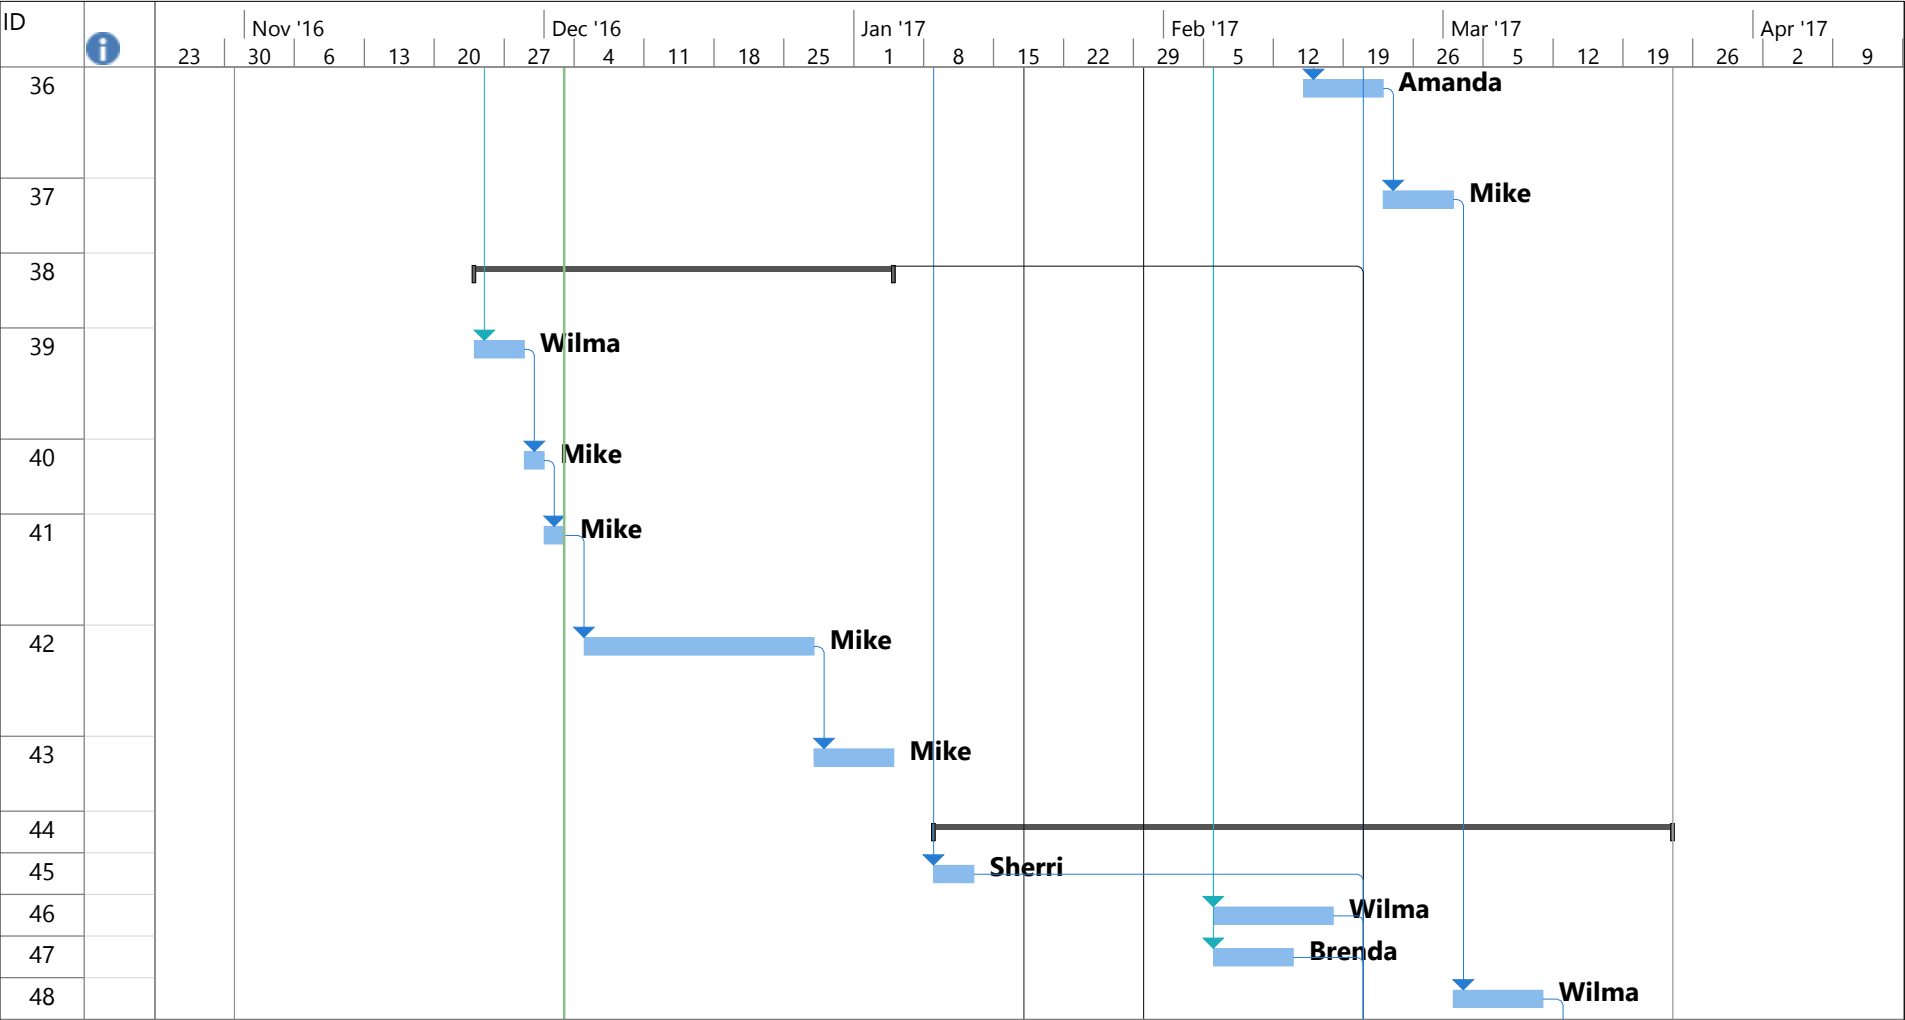 ID
Nov '16 Dec '16 Jan '17 Feb '17 Mar '17 Apr '17
i
23 30 6 13 20 27 4 11 18 25 1 8 15 22 29 5 12 19 26 5 12 19 26 2 9
36 Amanda
37 Mike
38
39 Wilma
40 Mike
41 Mike
42 Mike
43 Mike
44
45 Sherri
46 Wilma
47 Brenda
48 Wilma